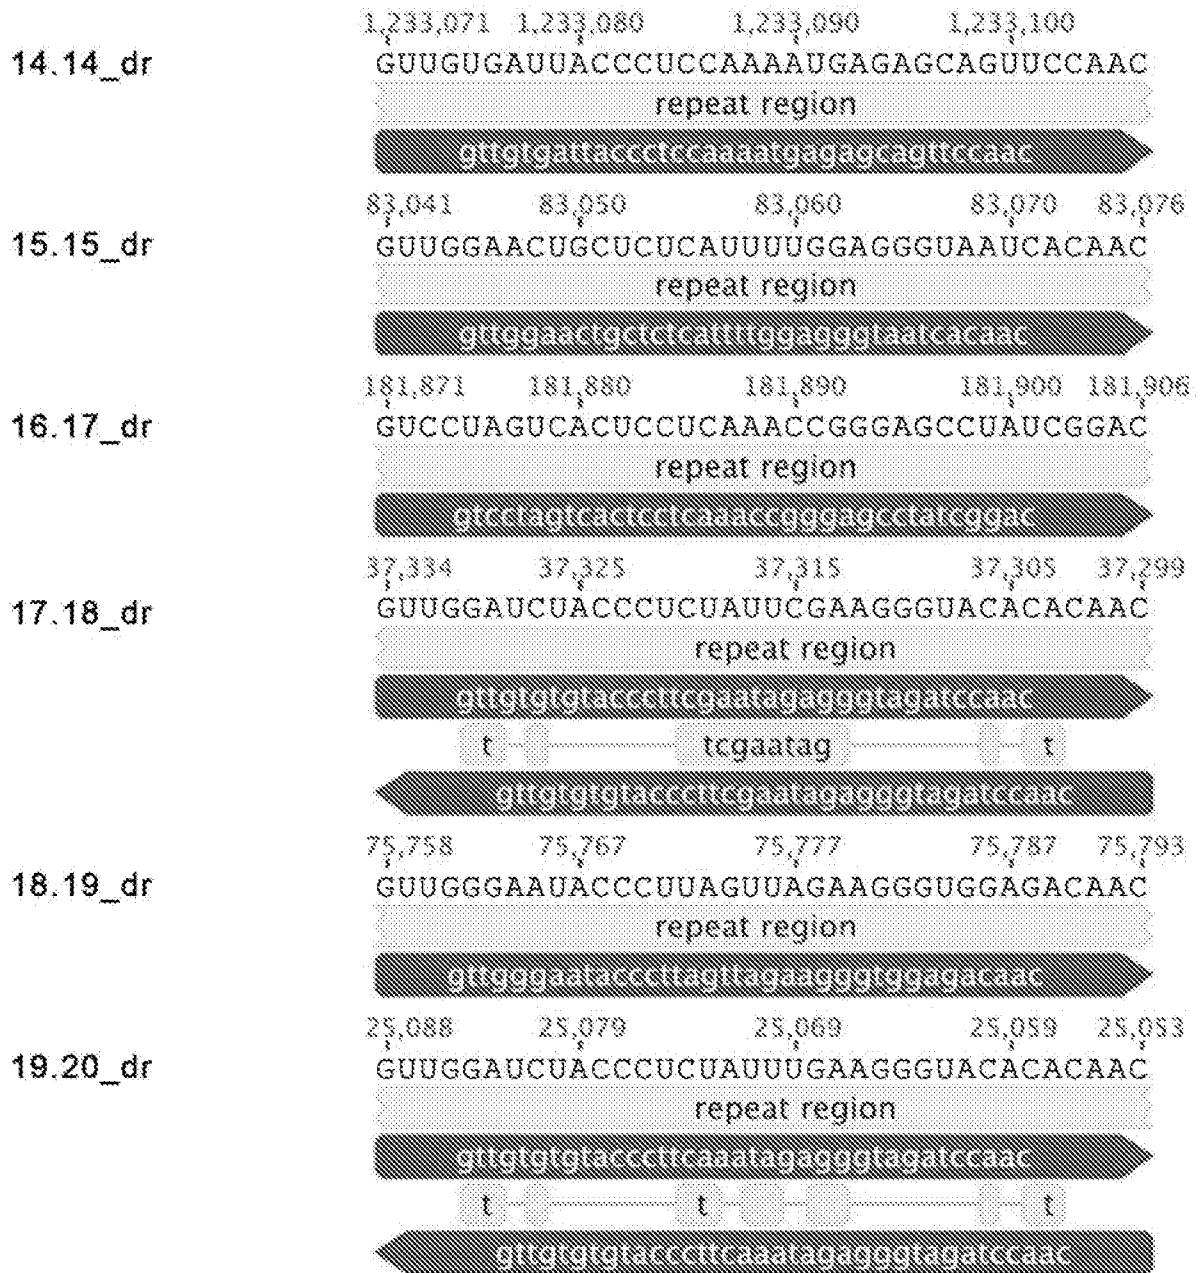 1,233,071 1,233,080 1,233,090 1,233,100
14.14_dr GUUGUGAUUACCCUCCAAAAUGAGAGCAGUUCCAAC
repeat region
gttgtgattaccctccaaaatgagagcagttccaac
83,041 83,050 83,060 83,070 83,076
15.15_dr GUUGGAACUGCUCUCAUUUUGGAGGGUAAUCACAAC
repeat region
gttggaactgctctcattttggagggtaatcacaac
181,871 181,880 181,890 181,900 181,906
16.17_dr GUCCUAGUCACUCCUCAAACCGGGAGCCUAUCGGAC
repeat region
gtcctagtcactcctcaaaccgggagcctatcggac
37,334 37,325 37,315 37,305 37,299
17.18_dr GUUGGAUCUACCCUCUAUUCGAAGGGUACACACAAC
repeat region
gttgtgtgtacccttcgaatagagggtagatccaac
t tcgaatag t
gttgtgtgtacccttcgaatagagggtagatccaac
75,758 75,767 75,777 75,787 75,793
18.19_dr GUUGGGAAUACCCUUAGUUAGAAGGGUGGAGACAAC
repeat region
gttgggaatacccttagttagaagggtggagacaac
25,088 25,079 25,069 25,059 25,053
19.20_dr GUUGGAUCUACCCUCUAUUUGAAGGGUACACACAAC
repeat region
gttgtgtgtacccttcaaatagagggtagatccaac
t t t
gttgtgtgtacccttcaaatagagggtagatccaac